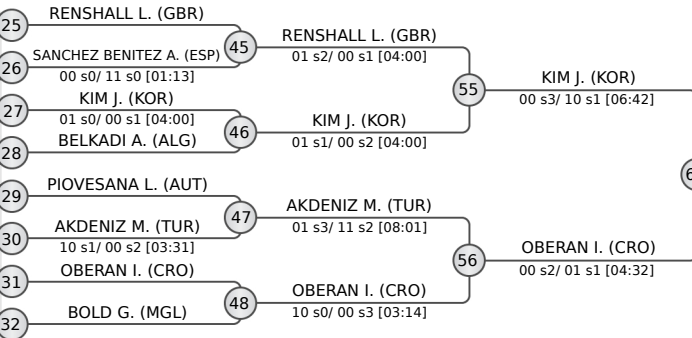 25 RENSHALL L. (GBR)
26 SANCHEZ BENITEZ A. (ESP)
00 s0/ 11 s0 [01:13]
27 KIM J. (KOR)
01 s0/ 00 s1 [04:00]
28 BELKADI A. (ALG)
29 PIOVESANA L. (AUT)
30 AKDENIZ M. (TUR)
10 s1/ 00 s2 [03:31]
31 OBERAN I. (CRO)
32 BOLD G. (MGL)
45 RENSHALL L. (GBR)
01 s2/ 00 s1 [04:00]
46 KIM J. (KOR)
01 s1/ 00 s2 [04:00]
47 AKDENIZ M. (TUR)
01 s3/ 11 s2 [08:01]
48 OBERAN I. (CRO)
10 s0/ 00 s3 [03:14]
55 KIM J. (KOR)
00 s3/ 10 s1 [06:42]
56 OBERAN I. (CRO)
00 s2/ 01 s1 [04:32]